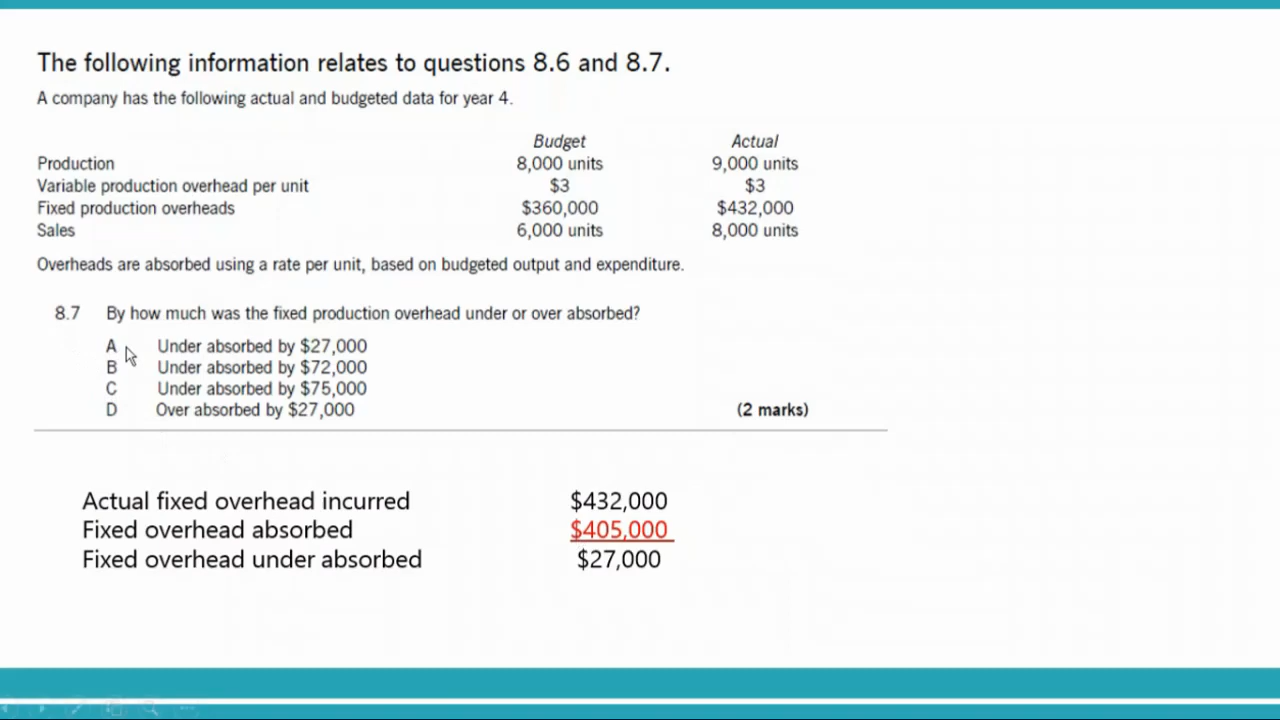 The following information relates to questions 8.6 and 8.7.
A company has the following actual and budgeted data for year 4.
Budget Actual
Production 8,000 units 9,000 units
Variable production overhead per unit $3 $3
Fixed production overheads $360,000 $432,000
Sales 6,000 units 8,000 units
Overheads are absorbed using a rate per unit, based on budgeted output and expenditure.
8.7 By how much was the fixed production overhead under or over absorbed?
A Under absorbed by $27,000
B Under absorbed by $72,000
C Under absorbed by $75,000
D Over absorbed by $27,000 (2 marks)
Actual fixed overhead incurred $432,000
Fixed overhead absorbed $405,000
Fixed overhead under absorbed $27,000